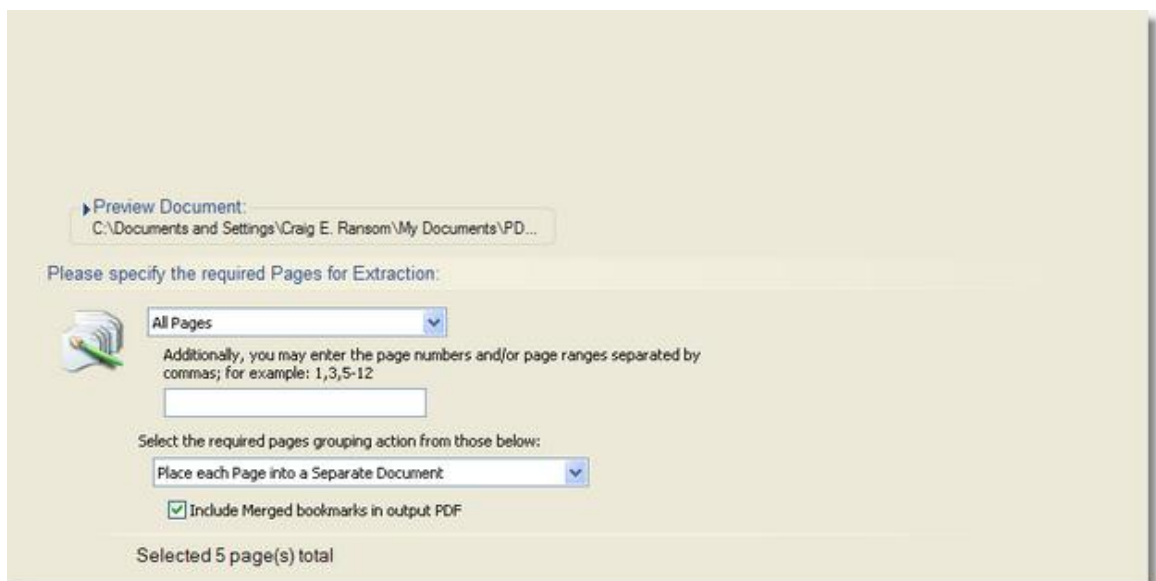 Preview Document:
C:\Documents and Settings\Craig E. Ransom\My Documents\PD...
Please specify the required Pages for Extraction:
All Pages
Additionally, you may enter the page numbers and/or page ranges separated by
commas; for example: 1,3,5-12
Select the required pages grouping action from those below:
Place each Page into a Separate Document
Include Merged bookmarks in output PDF
Selected 5 page(s) total